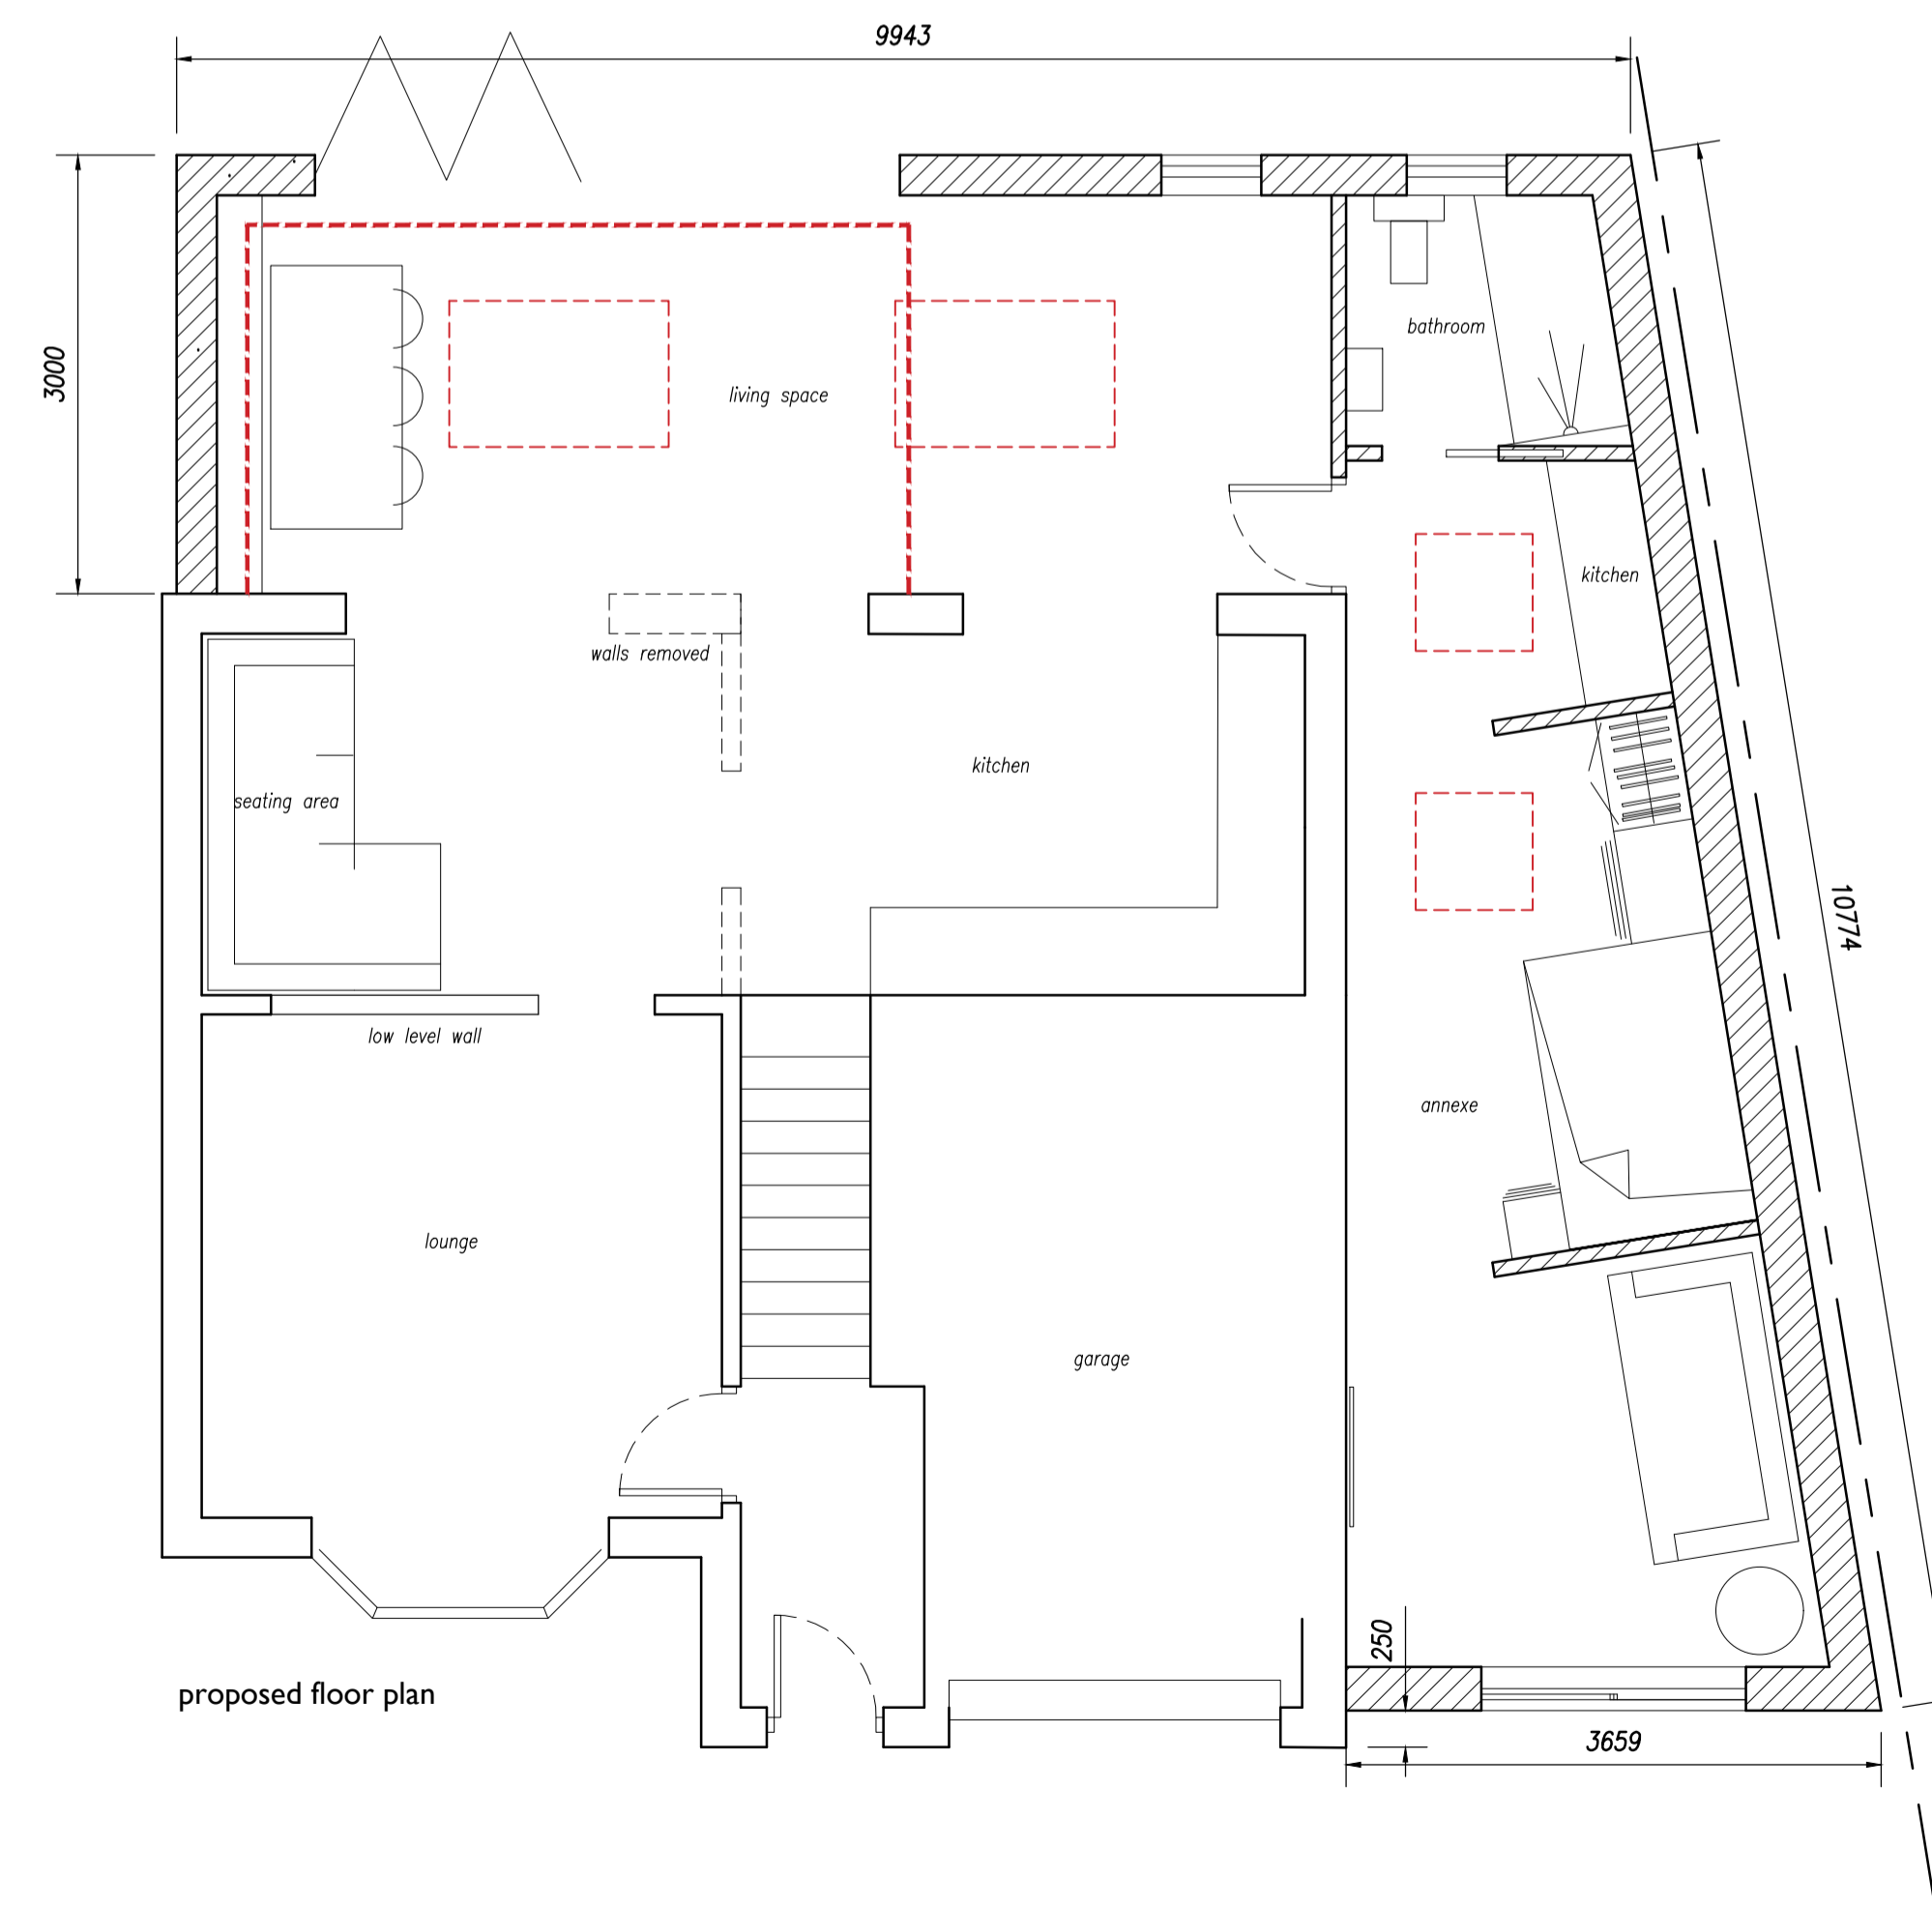 9943
3000
bathroom
living space
kitchen
walls removed
kitchen
seating area
10774
low level wall
annexe
lounge
garage
250
proposed floor plan
3659